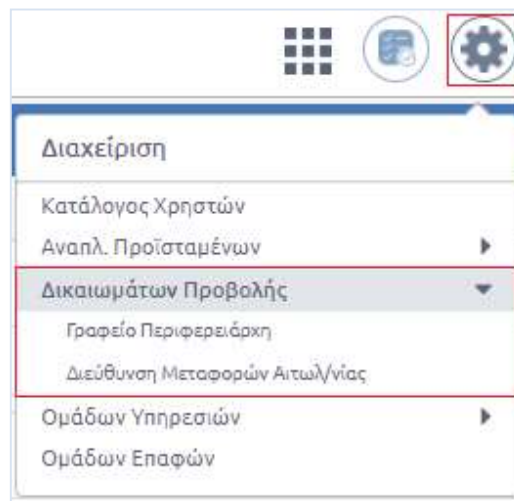 Διαχείριση
Κατάλογος Χρηστών
Αναπλ. Προϊσταμένων
Δικαιωμάτων Προβολής
Γραφείο Περιφερειάρχη
Διεύθυνση Μεταφορών Αιτωλ/νίας
Ομάδων Υπηρεσιών
Ομάδων Επαφών